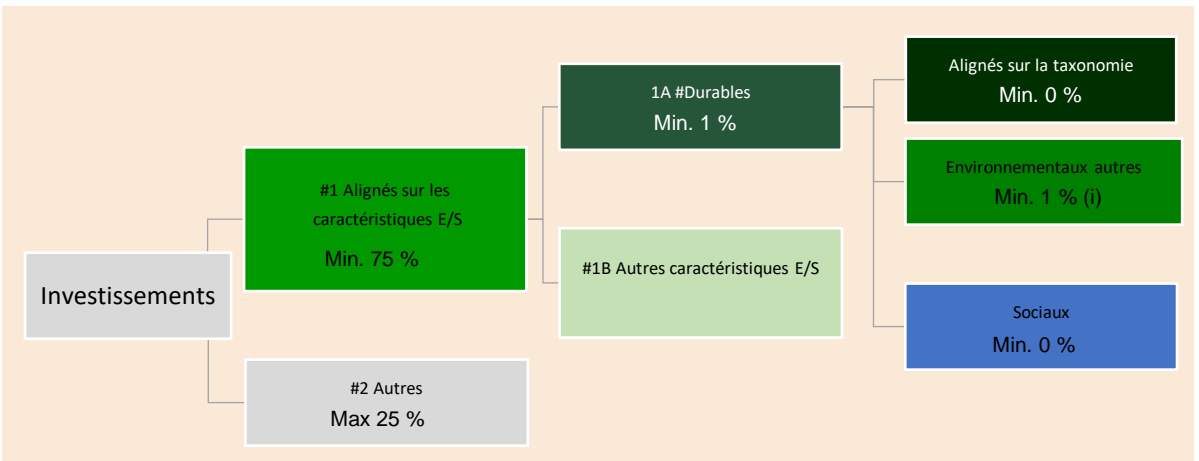 Investissements
#1 Alignés sur les
caractéristiques E/S
Min. 75 %
#2 Autres
Max 25 %
1A #Durables
Min. 1 %
#1B Autres caractéristiques E/S
Alignés sur la taxonomie
Min. 0 %
Environnementaux autres
Min. 1 % (i)
Sociaux
Min. 0 %